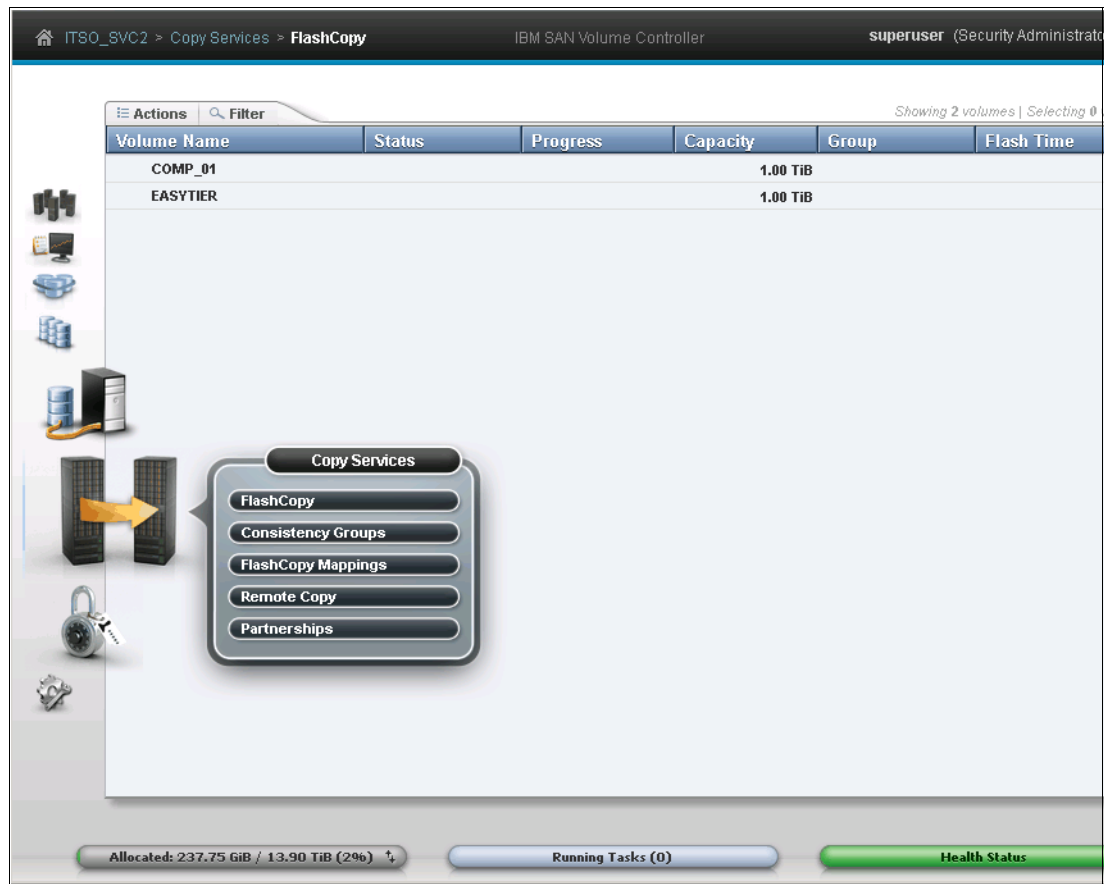 ITSO_SVC2 > Copy Services > FlashCopy IBM SAN Volume Controller superuser (Security Administrato
Actions Filter Showing 2 volumes | Selecting 0
Volume Name Status Progress Capacity Group Flash Time
COMP_01 1.00 TiB
EASYTIER 1.00 TiB
Copy Services
FlashCopy
Consistency Groups
FlashCopy Mappings
Remote Copy
Partnerships
Allocated: 237.75 GiB / 13.90 TiB (2%) Running Tasks (0) Health Status